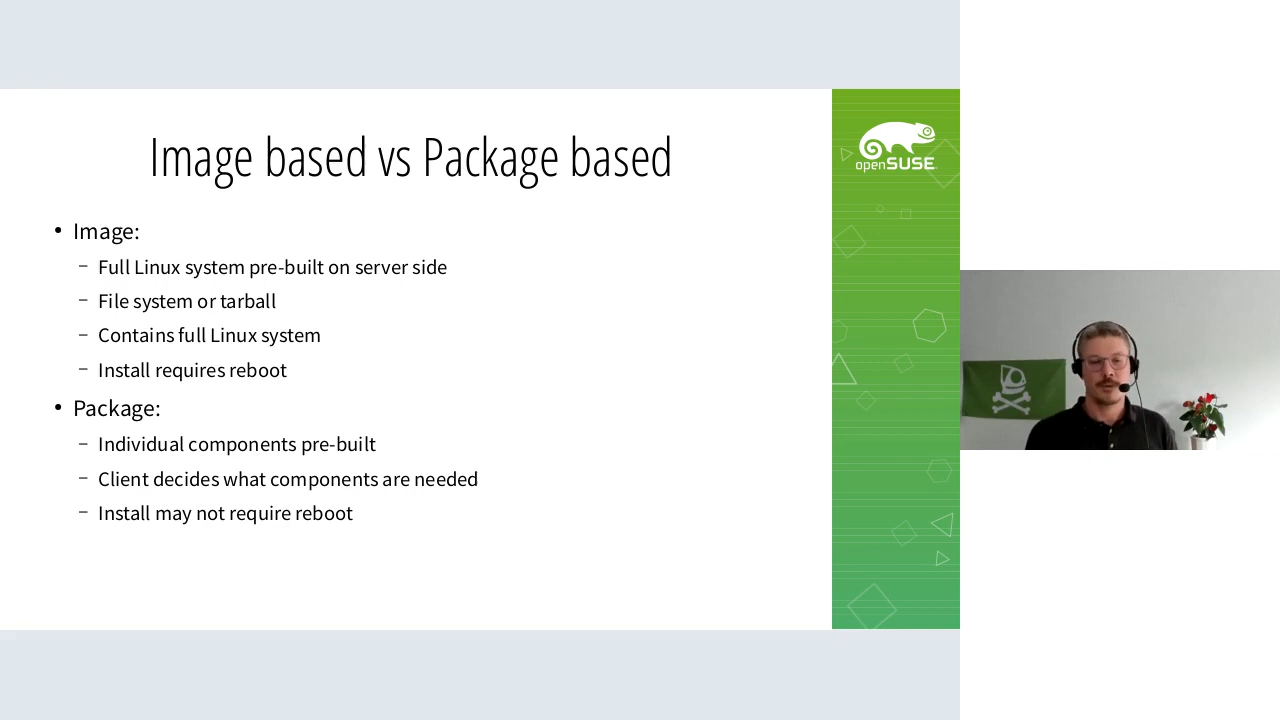 Image based vs Package based
• Image:
– Full Linux system pre-built on server side
– File system or tarball
– Contains full Linux system
– Install requires reboot
• Package:
– Individual components pre-built
– Client decides what components are needed
– Install may not require reboot
openSUSE